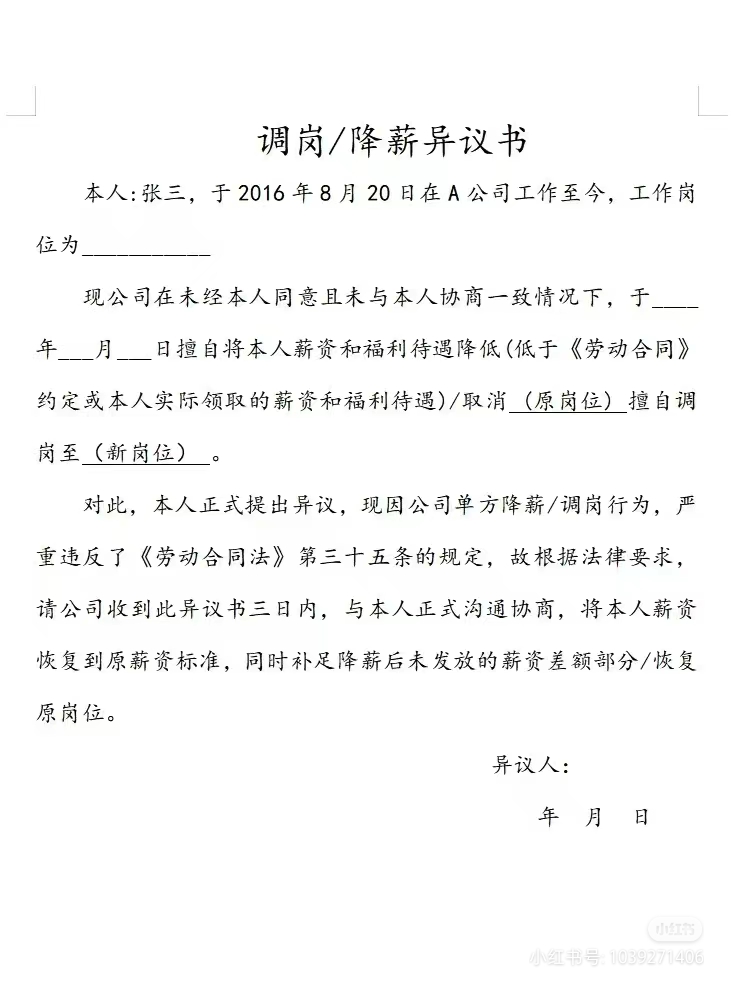 调岗/降薪异议书
本人:张三，于 2016 年 8 月 20 日在 A 公司工作至今，工作岗
位为___________
现公司在未经本人同意且未与本人协商一致情况下，于____
年___月___日擅自将本人薪资和福利待遇降低(低于《劳动合同》
约定或本人实际领取的薪资和福利待遇)/取消（原岗位）擅自调
岗至（新岗位）。
对此，本人正式提出异议，现因公司单方降薪/调岗行为，严
重违反了《劳动合同法》第三十五条的规定，故根据法律要求，
请公司收到此异议书三日内，与本人正式沟通协商，将本人薪资
恢复到原薪资标准，同时补足降薪后未发放的薪资差额部分/恢复
原岗位。
异议人：
年 月 日
小红书
小红书号: 1039271406